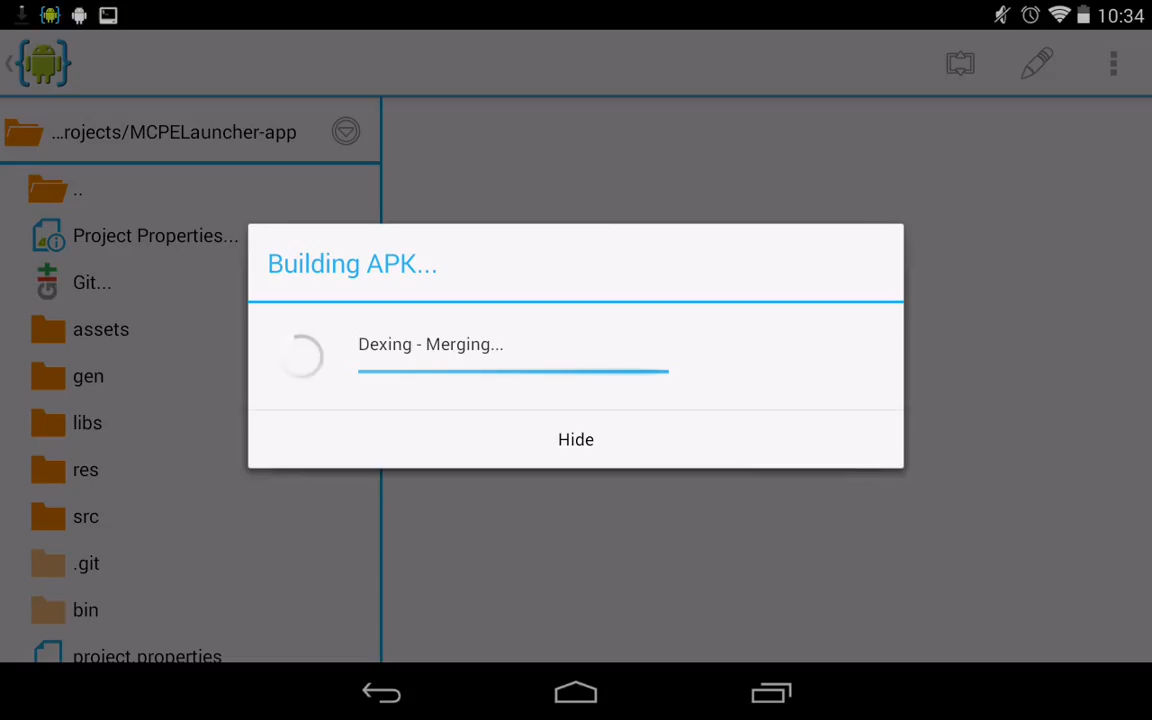 10:34
...rojects/MCPELauncher-app
..
Project Properties...
Git...
assets
gen
libs
res
src
.git
bin
project.properties
Building APK...
Dexing - Merging...
Hide